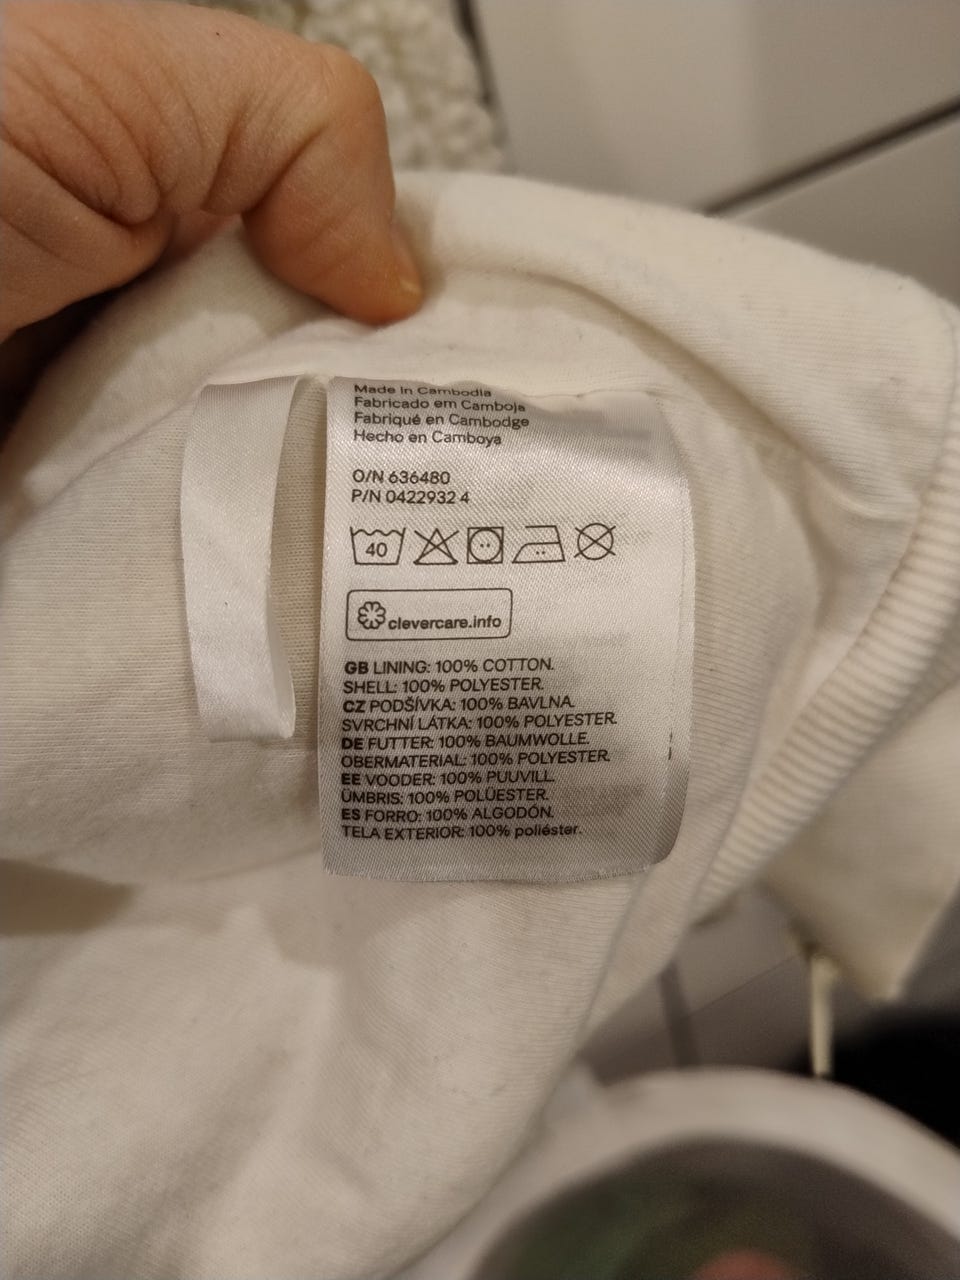 Made in Cambodia
Fabricado em Camboja
Fabriqué en Cambodge
Hecho en Camboya
O/N 636480
P/N 0422932 4
40
clevercare.info
GB LINING: 100% COTTON.
SHELL: 100% POLYESTER.
CZ PODŠÍVKA: 100% BAVLNA.
SVRCHNÍ LÁTKA: 100% POLYESTER.
DE FUTTER: 100% BAUMWOLLE.
OBERMATERIAL: 100% POLYESTER.
EE VOODER: 100% PUUVILL.
ÜMBRIS: 100% POLÜESTER.
ES FORRO: 100% ALGODÓN.
TELA EXTERIOR: 100% poliéster.